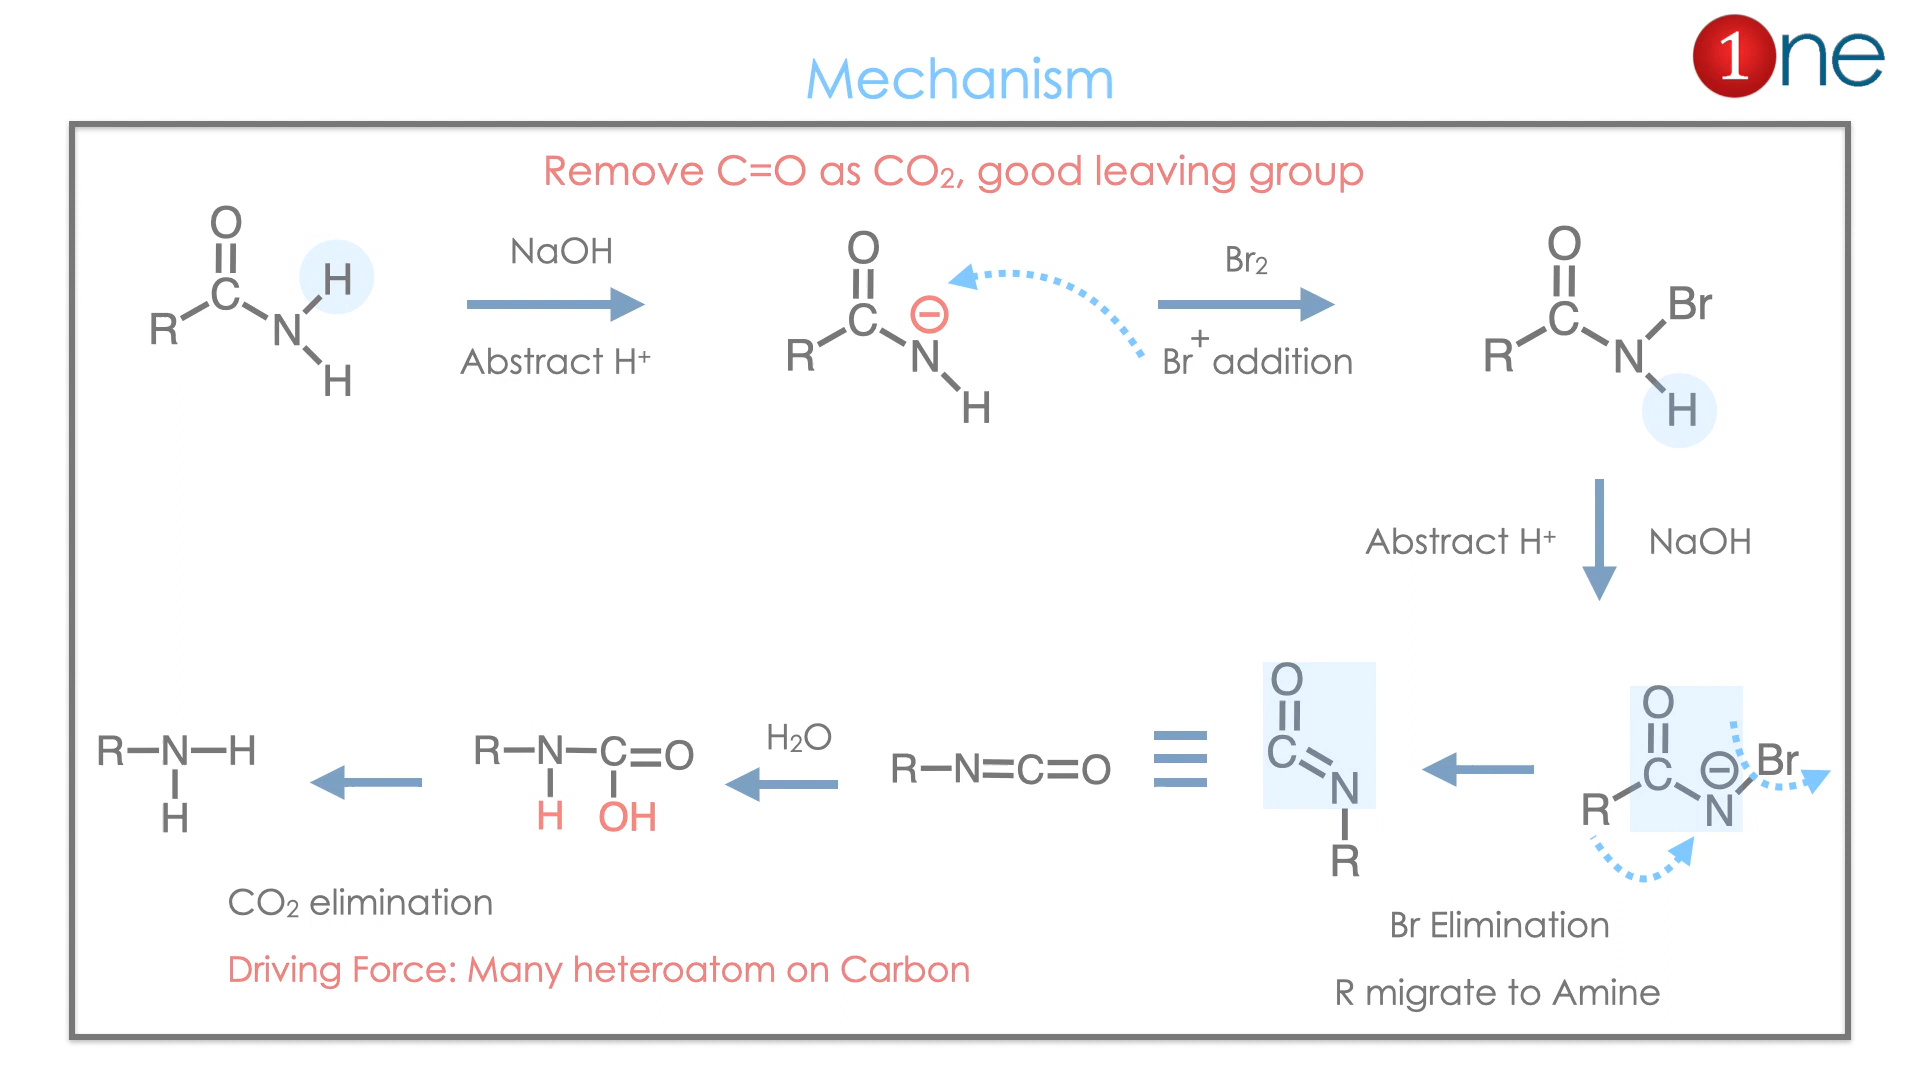 1ne
Mechanism
Remove C=O as CO₂, good leaving group
O
C
R
N
H
H
NaOH
Abstract H⁺
O
C
R
⊖
N
H
Br₂
Br⁺ addition
O
C
R
N
Br
H
Abstract H⁺
NaOH
O
C
R
⊖
N
Br
Br Elimination
R migrate to Amine
O
C
N
R
R—N=C=O
H₂O
R—N—C=O
H
OH
R—N—H
H
CO₂ elimination
Driving Force: Many heteroatom on Carbon